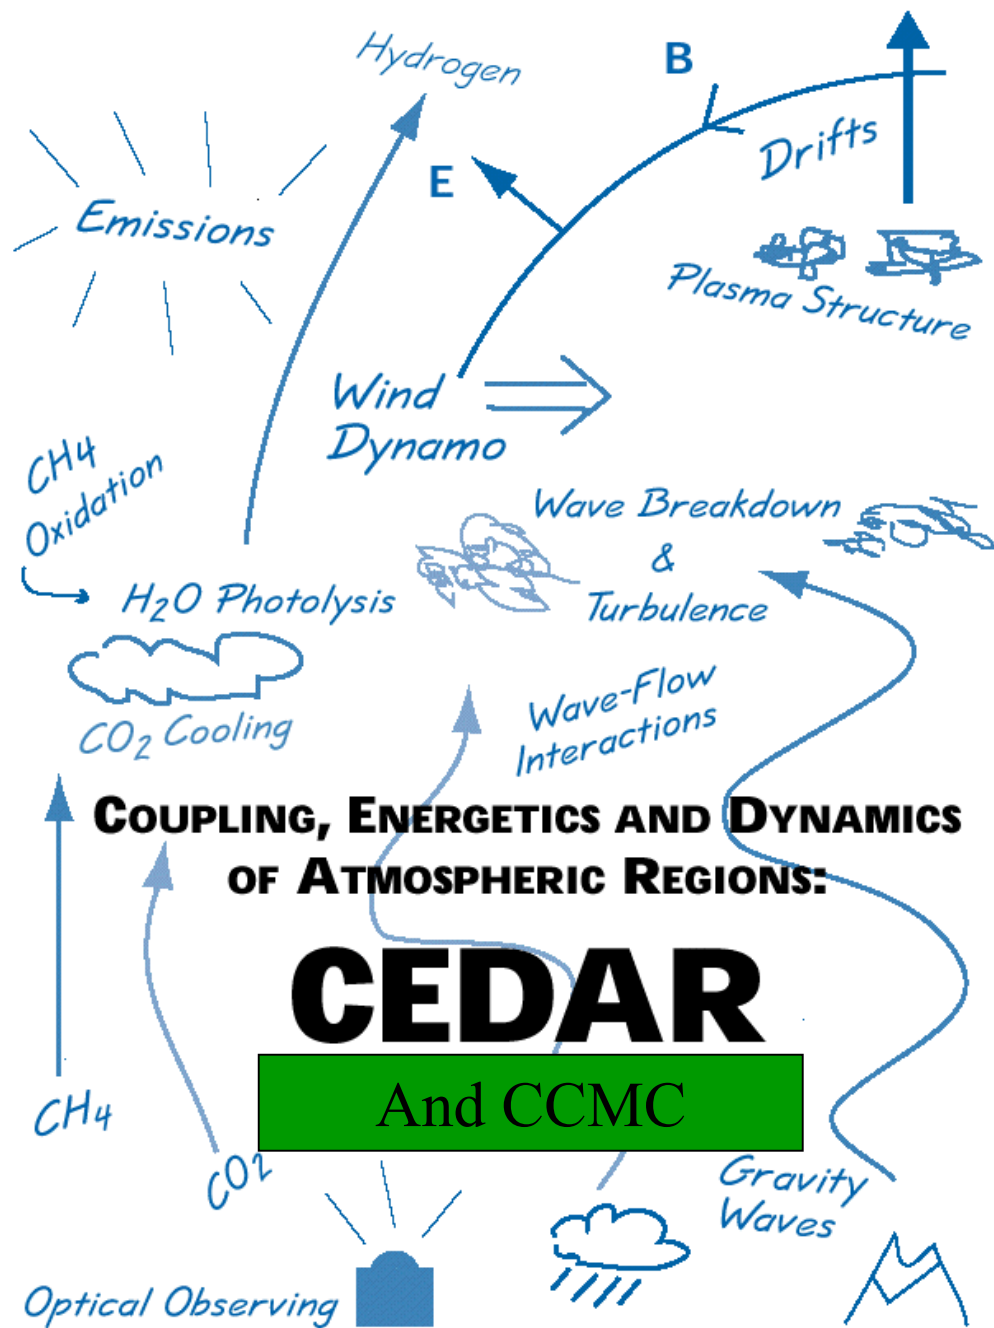 Hydrogen
B
Drifts
E
Emissions
Plasma Structure
Wind
Dynamo
CH4
Oxidation
Wave Breakdown
&
Turbulence
H2O Photolysis
CO2 Cooling
Wave-Flow
Interactions
COUPLING, ENERGETICS AND DYNAMICS
OF ATMOSPHERIC REGIONS:
CEDAR
And CCMC
CH4
CO2
Gravity
Waves
Optical Observing